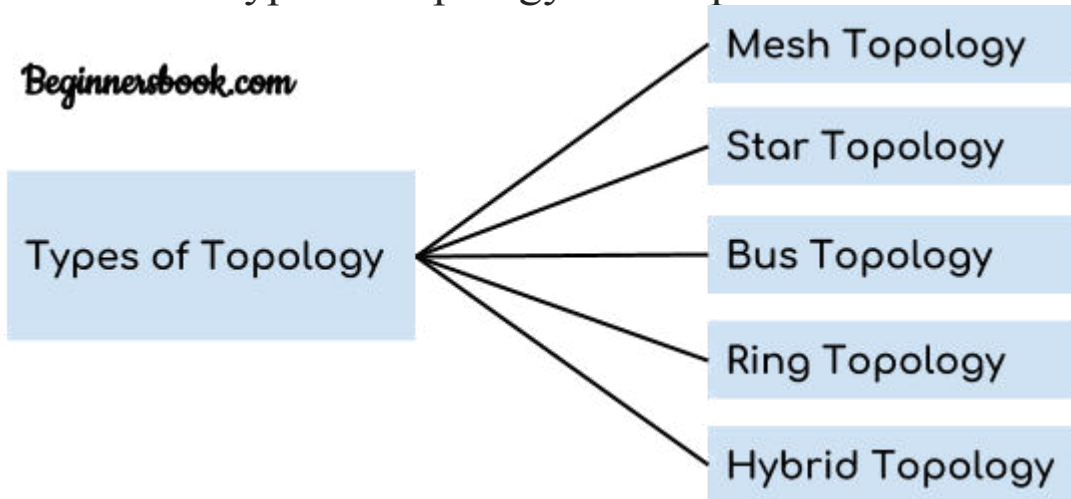 Mesh Topology
Beginnersbook.com
Star Topology
Types of Topology
Bus Topology
Ring Topology
Hybrid Topology